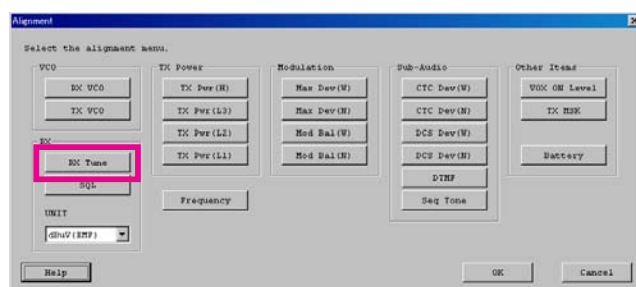 Alignment
Select the alignment menu.
VCO
RX VCO
TX VCO
RX
RX Tune
SQL
UNIT
dBuV(EMF)
TX Power
TX Pwr(H)
TX Pwr(L3)
TX Pwr(L2)
TX Pwr(L1)
Frequency
Modulation
Max Dev(W)
Max Dev(N)
Mod Bal(W)
Mod Bal(N)
Sub-Audio
CTC Dev(W)
CTC Dev(N)
DCS Dev(W)
DCS Dev(N)
DTMF
Seq Tone
Other Items
VOX ON Level
TX MSK
Battery
Help
OK
Cancel